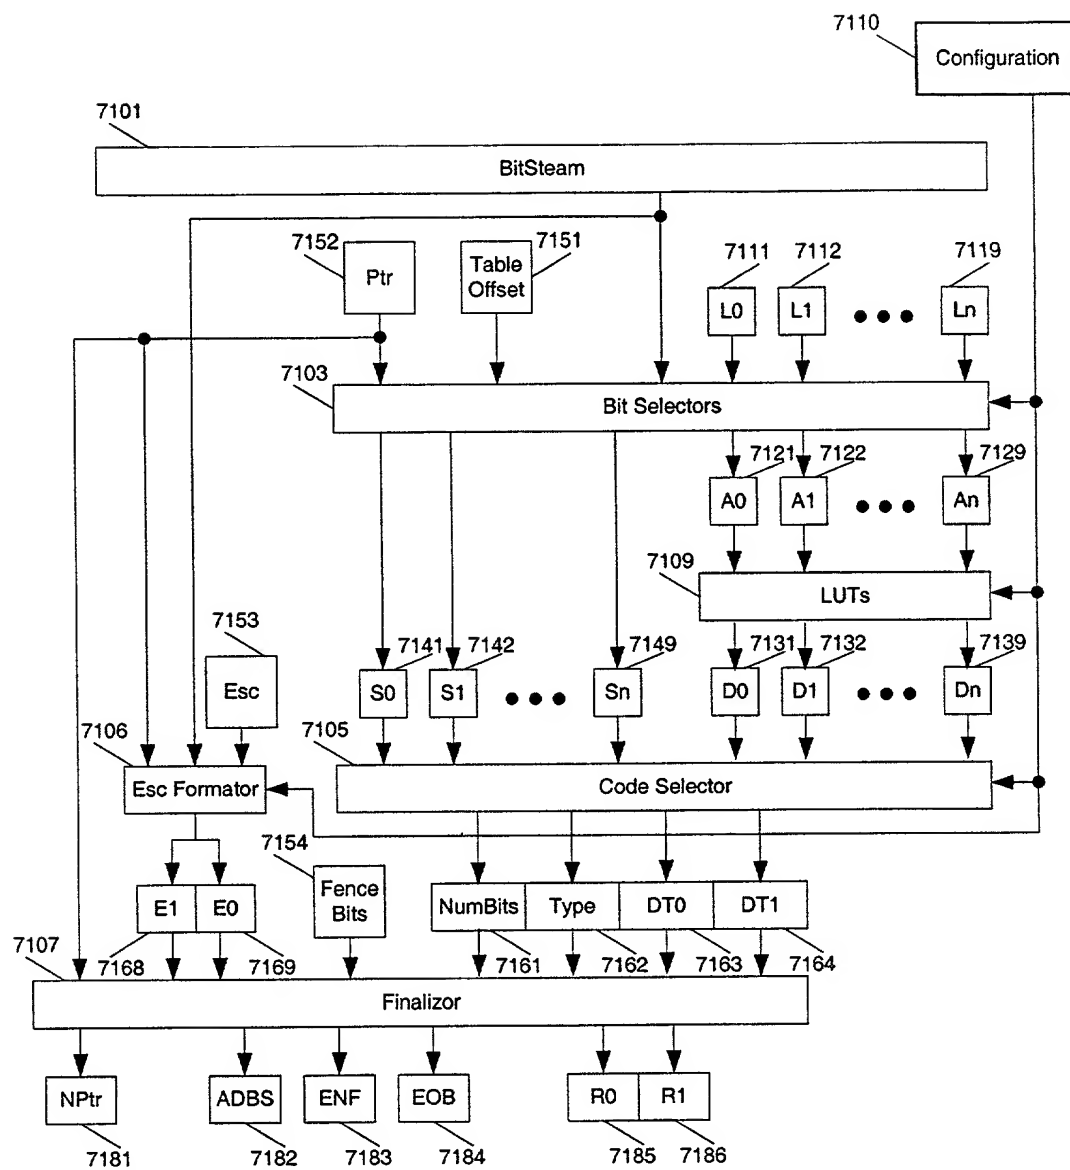 7110
Configuration
7101
BitSteam
7152
Ptr
Table
Offset
7151
7111
L0
7112
L1
7119
Ln
7103
Bit Selectors
7121
A0
7122
A1
7129
An
7109
LUTs
7153
Esc
7141
S0
7142
S1
7149
Sn
7131
D0
7132
D1
7139
Dn
7106
Esc Formator
7105
Code Selector
7154
Fence
Bits
E1
E0
NumBits
Type
DT0
DT1
7107
7168
7169
7161
7162
7163
7164
Finalizor
NPtr
ADBS
ENF
EOB
R0
R1
7181
7182
7183
7184
7185
7186